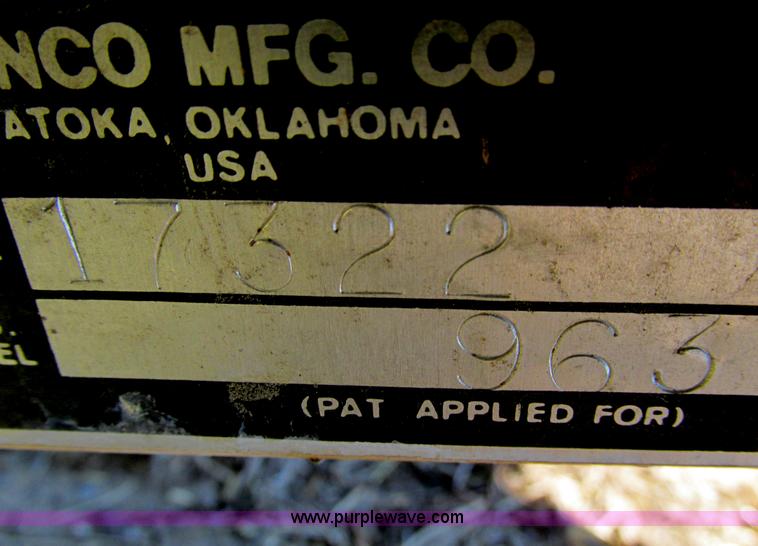 NCO MFG. CO.
ATOKA, OKLAHOMA
USA
17322
963
EL
(PAT APPLIED FOR)
www.purplewave.com